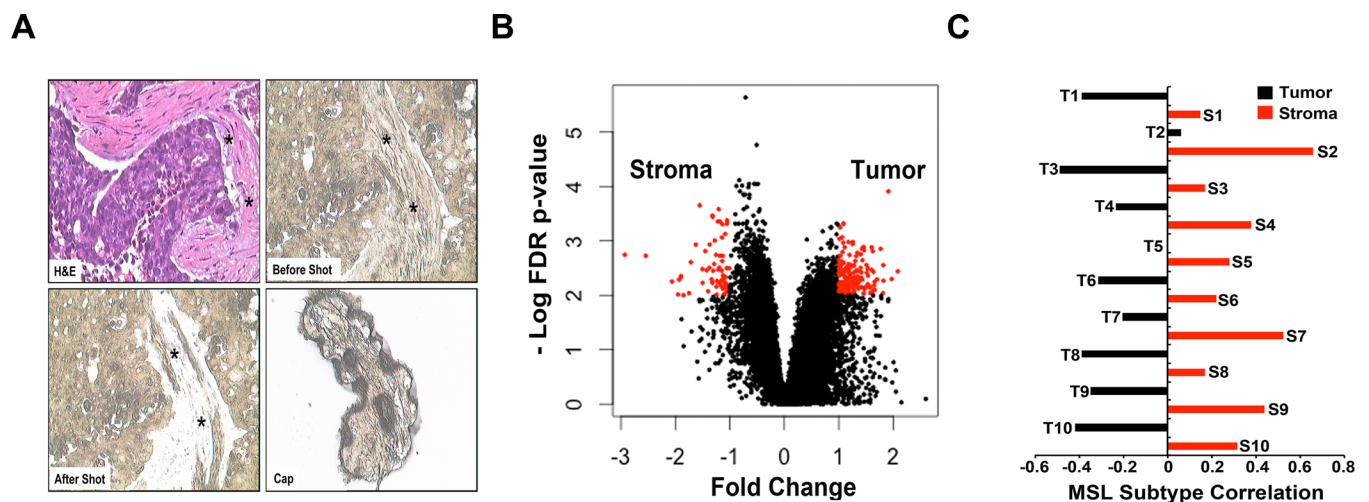 A
B
C
*
*
H&E
*
*
Before Shot
*
*
After Shot
Cap
- Log FDR p-value
5
4
3
2
1
0
Stroma
Tumor
-3 -2 -1 0 1 2
Fold Change
Tumor
Stroma
T1
S1
T2
S2
T3
S3
T4
S4
T5
S5
T6
S6
T7
S7
T8
S8
T9
S9
T10
S10
-0.6 -0.4 -0.2 0 0.2 0.4 0.6 0.8
MSL Subtype Correlation